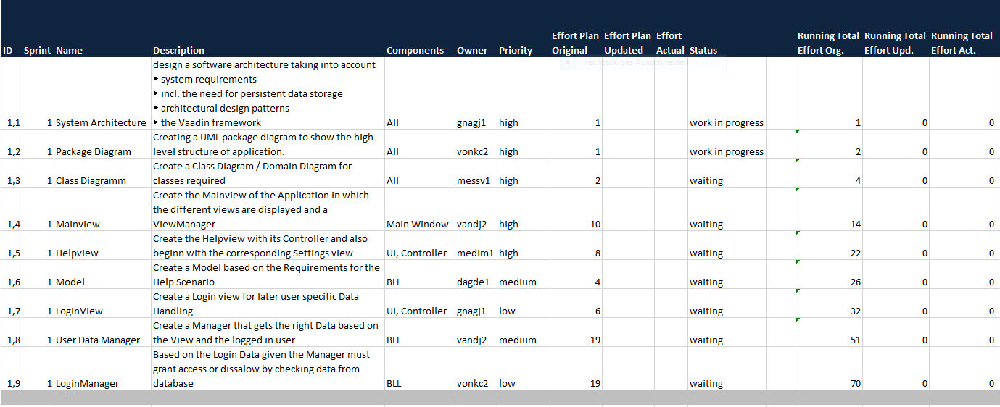 Effort Plan Effort Plan Effort Running Total Running Total Running Total
ID Sprint Name Description Components Owner Priority Original Updated Actual Status Effort Org. Effort Upd. Effort Act.
Rechteckiges Ausschneiden
design a software architecture taking into account
‣ system requirements
‣ incl. the need for persistent data storage
‣ architectural design patterns
1,1 1 System Architecture ‣ the Vaadin framework All gnagj1 high 1 work in progress 1 0 0
Creating a UML package diagram to show the high-
1,2 1 Package Diagram level structure of application. All vonkc2 high 1 work in progress 2 0 0
Create a Class Diagram / Domain Diagram for
1,3 1 Class Diagramm classes required All messv1 high 2 waiting 4 0 0
Create the Mainview of the Application in which
the different views are displayed and a
1,4 1 Mainview ViewManager Main Window vandj2 high 10 waiting 14 0 0
Create the Helpview with its Controller and also
1,5 1 Helpview beginn with the corresponding Settings view UI, Controller medim1 high 8 waiting 22 0 0
Create a Model based on the Requirements for the
1,6 1 Model Help Scenario BLL dagde1 medium 4 waiting 26 0 0
Create a Login view for later user specific Data
1,7 1 LoginView Handling UI, Controller gnagj1 low 6 waiting 32 0 0
Create a Manager that gets the right Data based on
1,8 1 User Data Manager the View and the logged in user BLL vandj2 medium 19 waiting 51 0 0
Based on the Login Data given the Manager must
grant access or dissalow by checking data from
1,9 1 LoginManager database BLL vonkc2 low 19 waiting 70 0 0